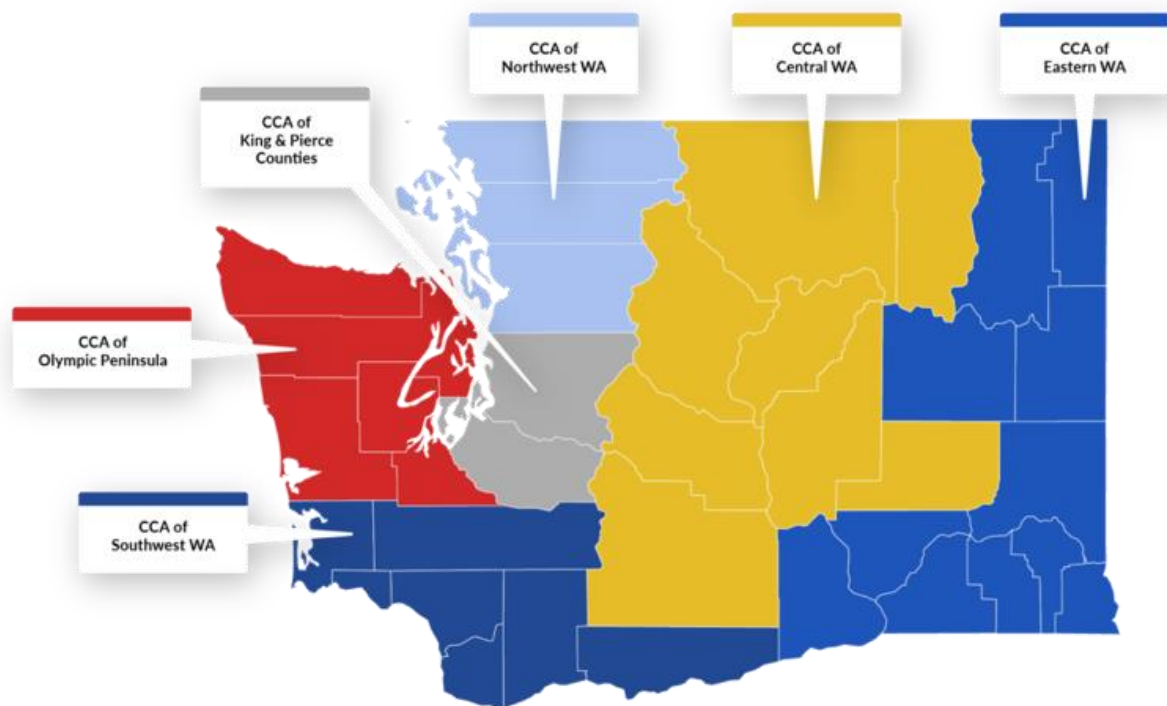 CCA of
Northwest WA
CCA of
Central WA
CCA of
Eastern WA
CCA of
King & Pierce
Counties
CCA of
Olympic Peninsula
CCA of
Southwest WA